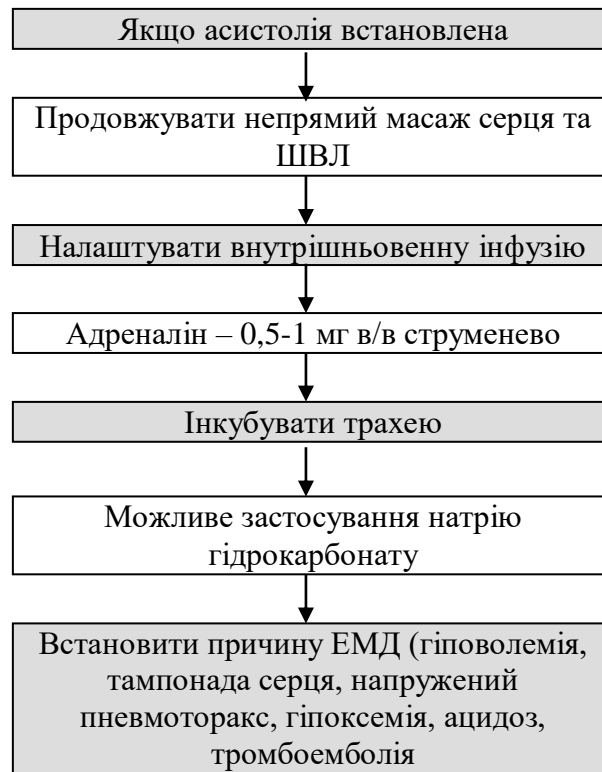 Якщо асистолія встановлена
Продовжувати непрямий масаж серця та
ШВЛ
Налаштувати внутрішньовенну інфузію
Адреналін – 0,5-1 мг в/в струменево
Інкубувати трахею
Можливе застосування натрію
гідрокарбонату
Встановити причину ЕМД (гіповолемія,
тампонада серця, напружений
пневмоторакс, гіпоксемія, ацидоз,
тромбоемболія